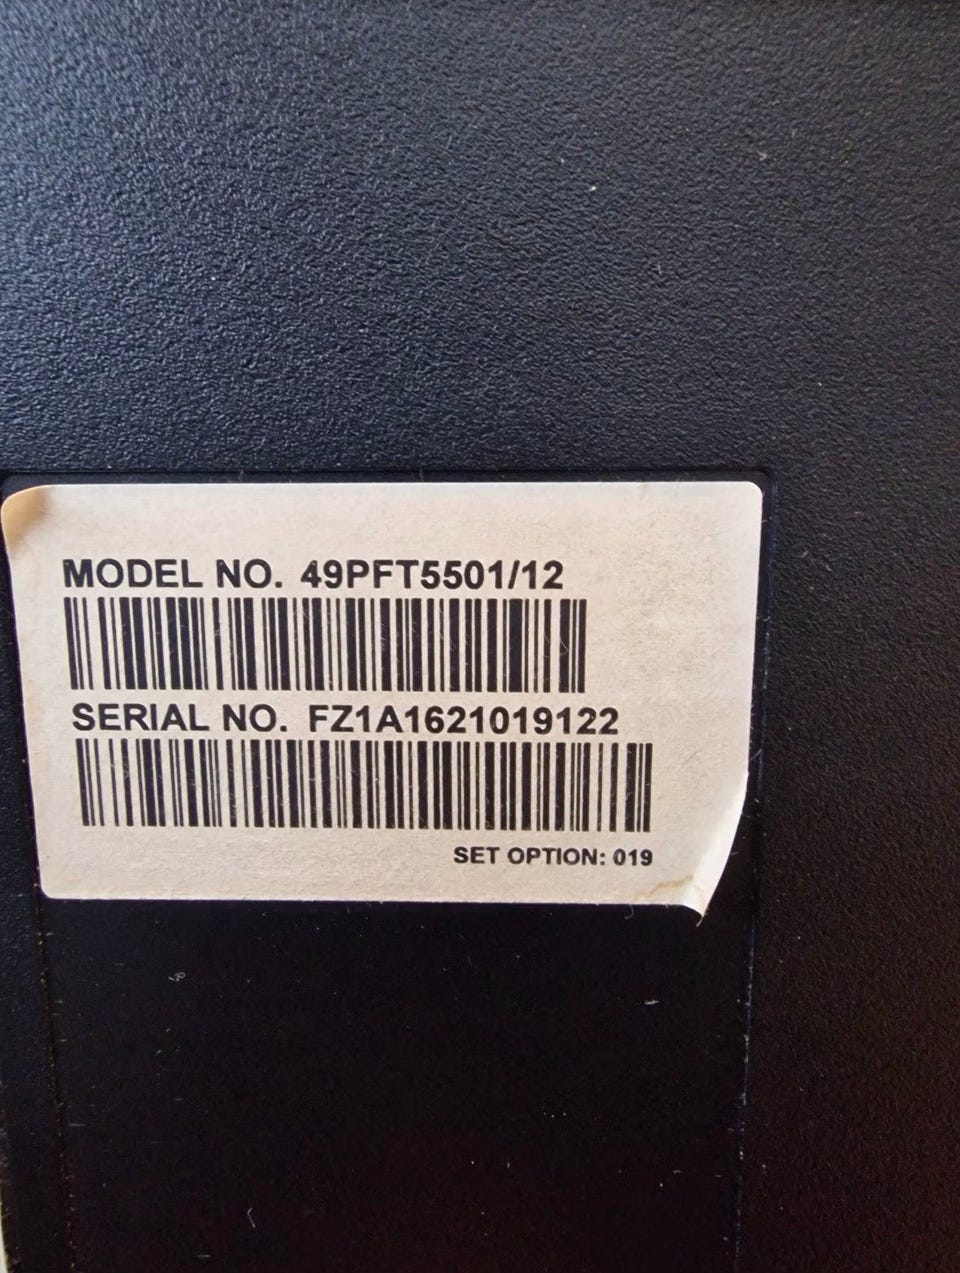 MODEL NO. 49PFT5501/12
SERIAL NO. FZ1A1621019122
SET OPTION: 019